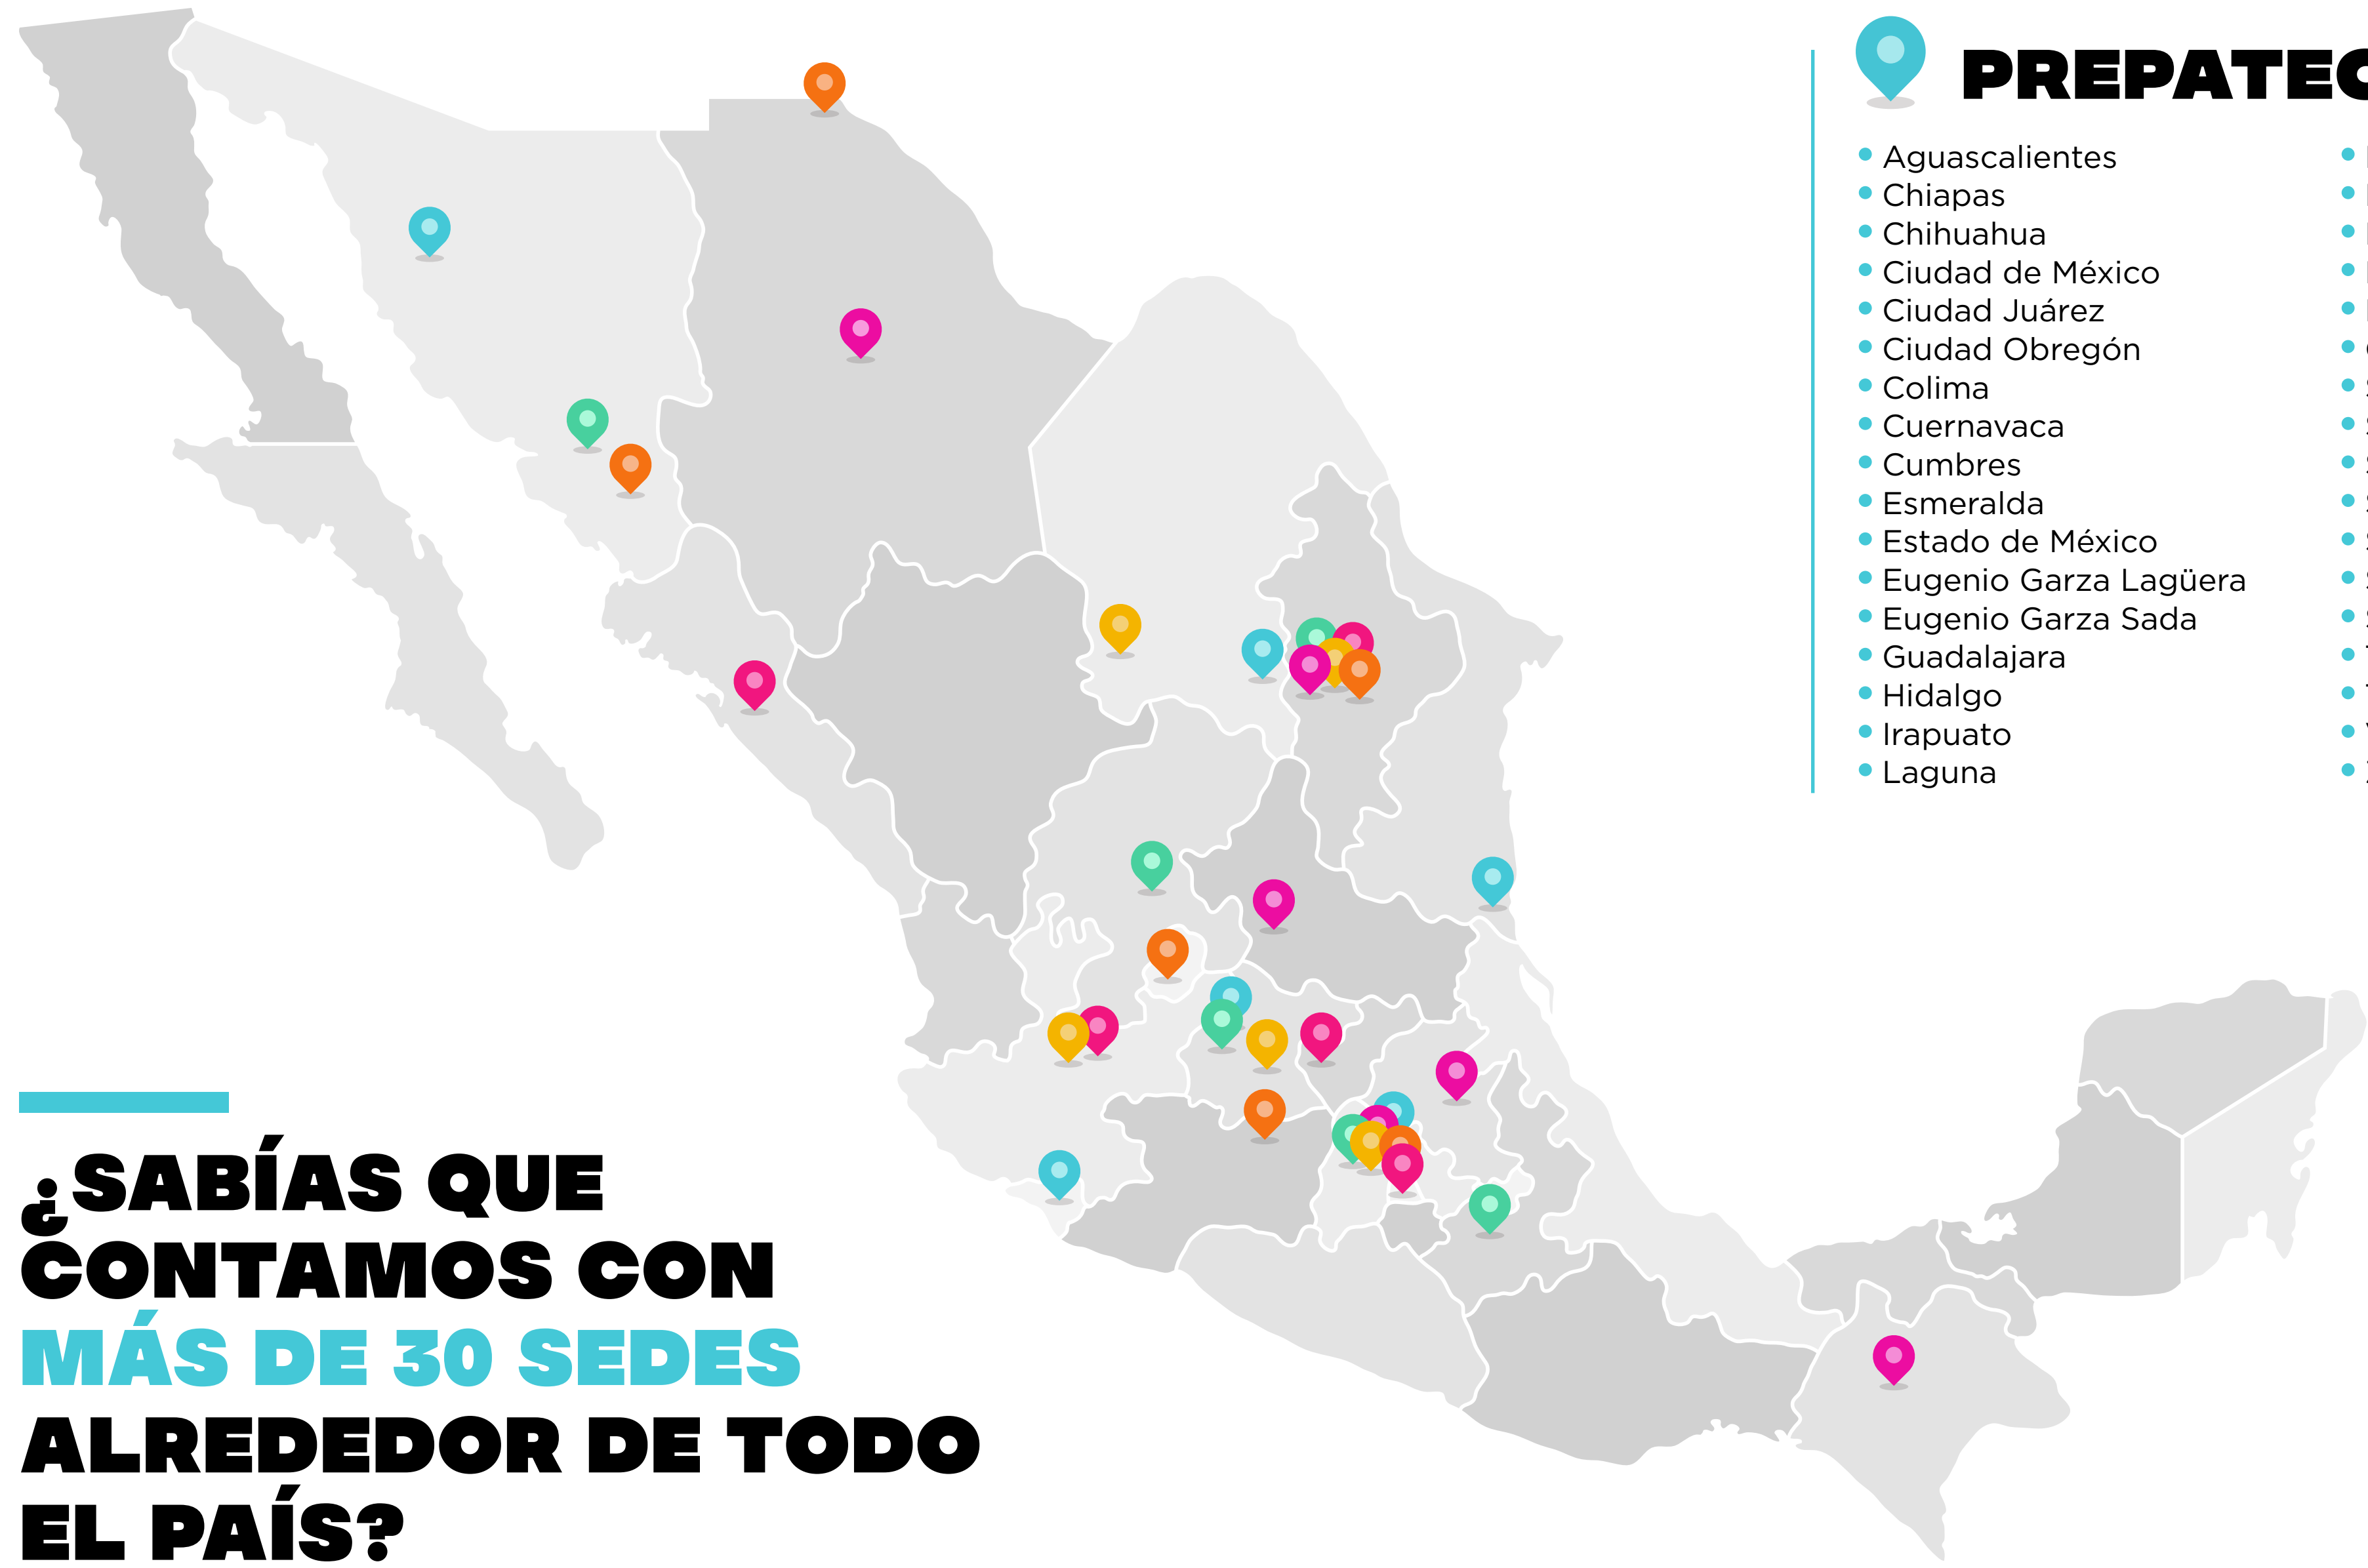 PREPATEC
Aguascalientes
Chiapas
Chihuahua
Ciudad de México
Ciudad Juárez
Ciudad Obregón
Colima
Cuernavaca
Cumbres
Esmeralda
Estado de México
Eugenio Garza Lagüera
Eugenio Garza Sada
Guadalajara
Hidalgo
Irapuato
Laguna
¿SABÍAS QUE
CONTAMOS CON
MÁS DE 30 SEDES
ALREDEDOR DE TODO
EL PAÍS?